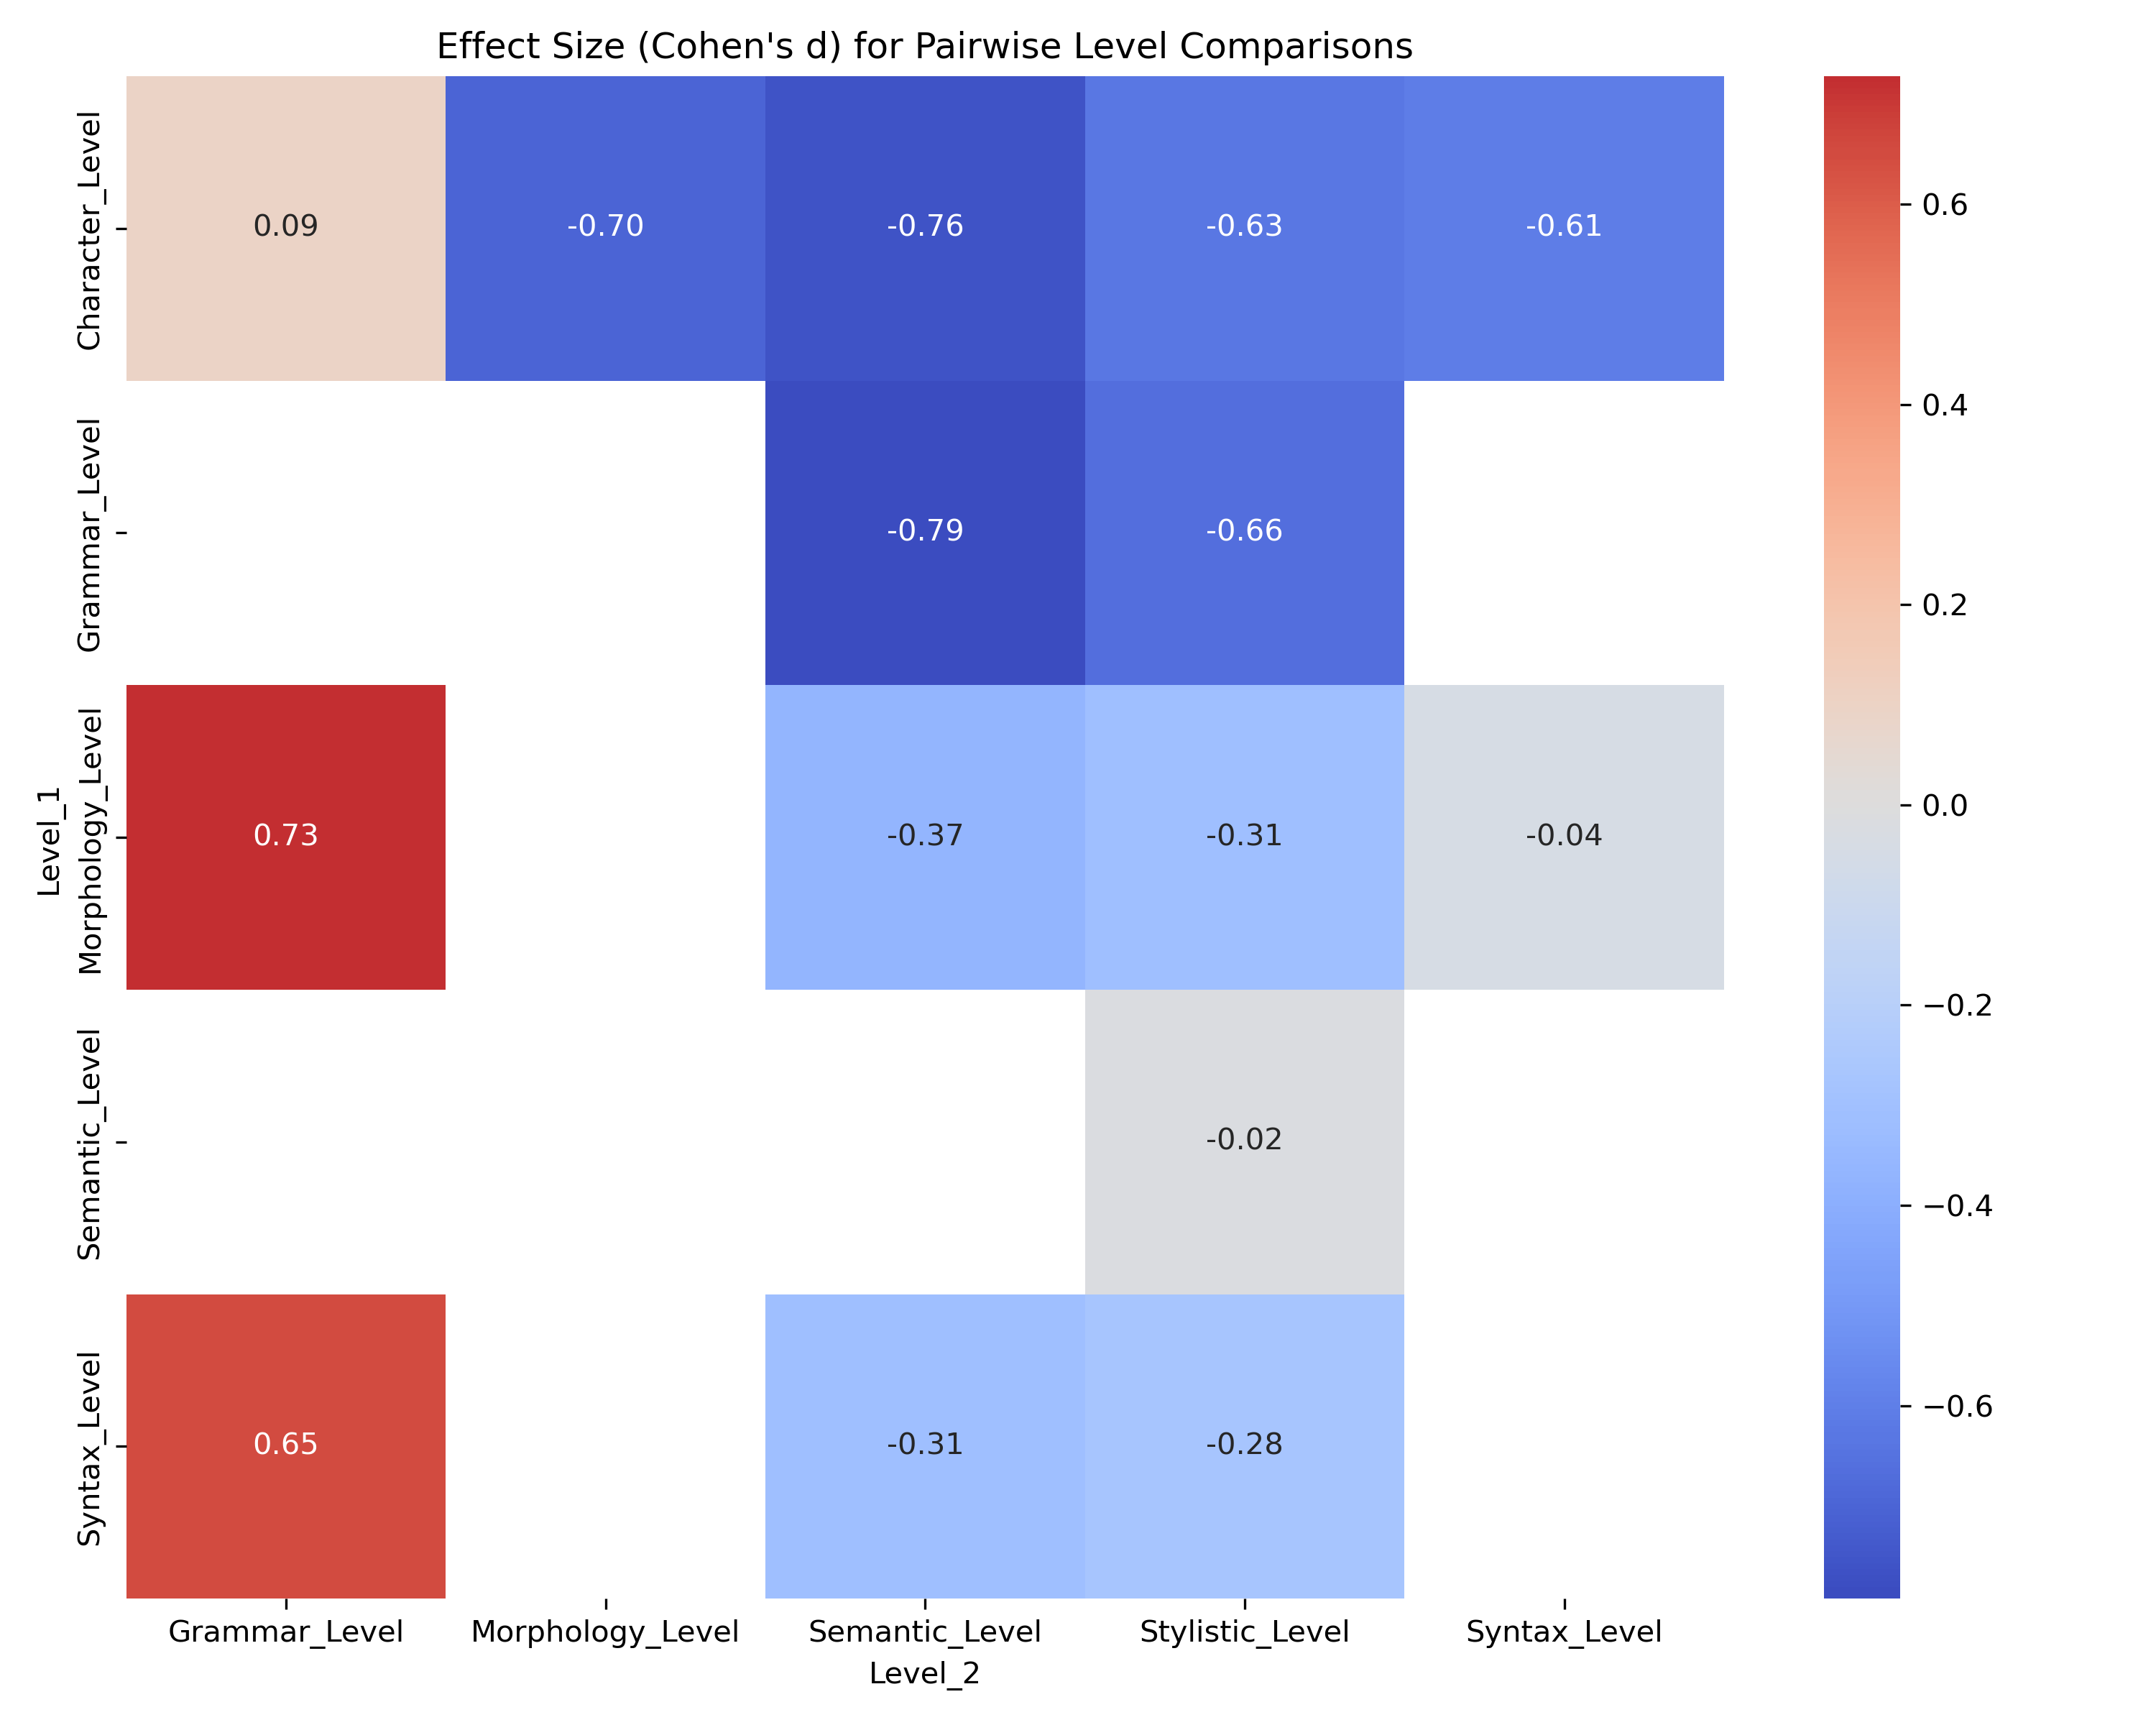 Effect Size (Cohen's d) for Pairwise Level Comparisons
Level_1
Character_Level
0.09 -0.70 -0.76 -0.63 -0.61
Grammar_Level
-0.79 -0.66
Morphology_Level
0.73 -0.37 -0.31 -0.04
Semantic_Level
-0.02
Syntax_Level
0.65 -0.31 -0.28
Grammar_Level Morphology_Level Semantic_Level Stylistic_Level Syntax_Level
Level_2
0.6
0.4
0.2
0.0
−0.2
−0.4
−0.6